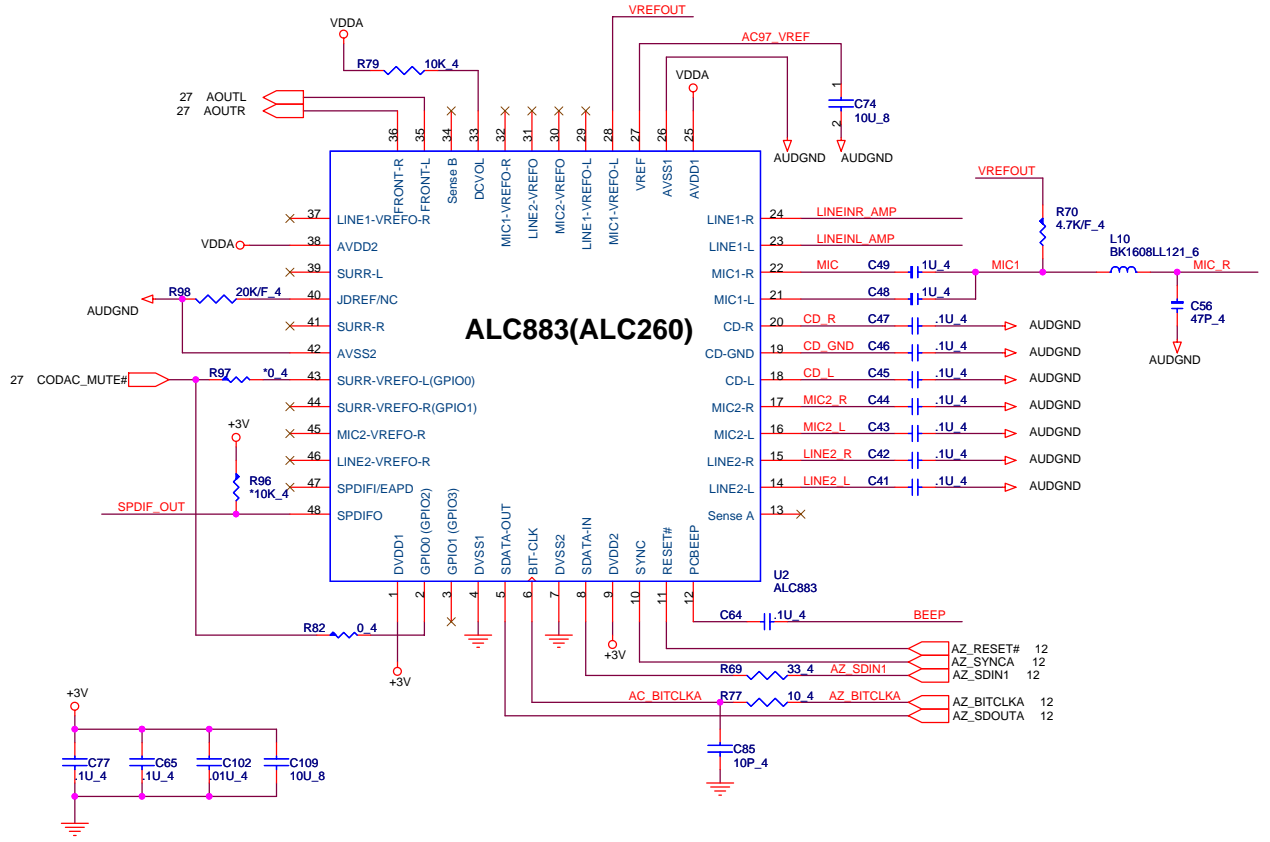 VREFOUT
VDDA
AC97_VREF
R79 10K_4
VDDA
27 AOUTL
27 AOUTR
1
C74
10U_8
2
AUDGND AUDGND
36 35 34 33 32 31 30 29 28 27 26 25
FRONT-R
FRONT-L
Sense B
DCVOL
MIC1-VREFO-R
LINE2-VREFO
MIC2-VREFO
LINE1-VREFO-L
MIC1-VREFO-L
VREF
AVSS1
AVDD1
VREFOUT
37 LINE1-VREFO-R
VDDA 38 AVDD2
39 SURR-L
R98 20K/F_4 40 JDREF/NC
AUDGND
41 SURR-R
42 AVSS2
27 CODAC_MUTE# R97 *0_4 43 SURR-VREFO-L(GPIO0)
44 SURR-VREFO-R(GPIO1)
45 MIC2-VREFO-R
46 LINE2-VREFO-R
47 SPDIFI/EAPD
48 SPDIFO
+3V
R96
*10K_4
SPDIF_OUT
ALC883(ALC260)
LINE1-R 24 LINEINR_AMP
LINE1-L 23 LINEINL_AMP
MIC1-R 22 MIC C49 .1U_4 MIC1
MIC1-L 21 C48 .1U_4
CD-R 20 CD_R C47 .1U_4 AUDGND
CD-GND 19 CD_GND C46 .1U_4 AUDGND
CD-L 18 CD_L C45 .1U_4 AUDGND
MIC2-R 17 MIC2_R C44 .1U_4 AUDGND
MIC2-L 16 MIC2_L C43 .1U_4 AUDGND
LINE2-R 15 LINE2_R C42 .1U_4 AUDGND
LINE2-L 14 LINE2_L C41 .1U_4 AUDGND
Sense A 13
R70
4.7K/F_4
L10
BK1608LL121_6
MIC_R
C56
47P_4
AUDGND
DVDD1
GPIO0 (GPIO2)
GPIO1 (GPIO3)
DVSS1
SDATA-OUT
BIT-CLK
DVSS2
SDATA-IN
DVDD2
SYNC
RESET#
PCBEEP
1 2 3 4 5 6 7 8 9 10 11 12
U2
ALC883
C64 .1U_4 BEEP
R82 0_4
+3V
+3V
AZ_RESET# 12
AZ_SYNCA 12
R69 33_4 AZ_SDIN1 AZ_SDIN1 12
AC_BITCLKA R77 10_4 AZ_BITCLKA AZ_BITCLKA 12
AZ_SDOUTA 12
C85
10P_4
+3V
C77
.1U_4
C65
.1U_4
C102
.01U_4
C109
10U_8